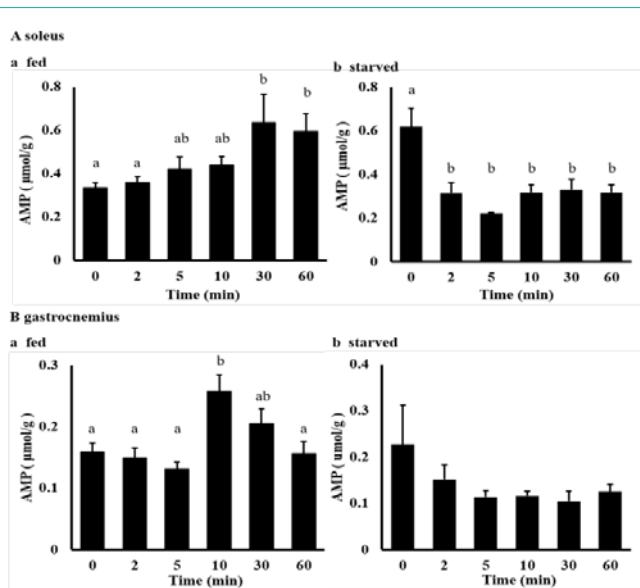 A soleus
a fed
AMP ( μmol/g )
0.8
0.6
0.4
0.2
0
a
a
ab
ab
b
b
0 2 5 10 30 60
Time (min)
b starved
AMP ( μmol/g )
0.8
0.6
0.4
0.2
0
a
b
b
b
b
b
0 2 5 10 30 60
Time (min)
B gastrocnemius
a fed
AMP ( μmol/g )
0.3
0.2
0.1
0
a
a
a
b
ab
a
0 2 5 10 30 60
Time (min)
b starved
AMP ( μmol/g )
0.4
0.3
0.2
0.1
0
0 2 5 10 30 60
Time (min)